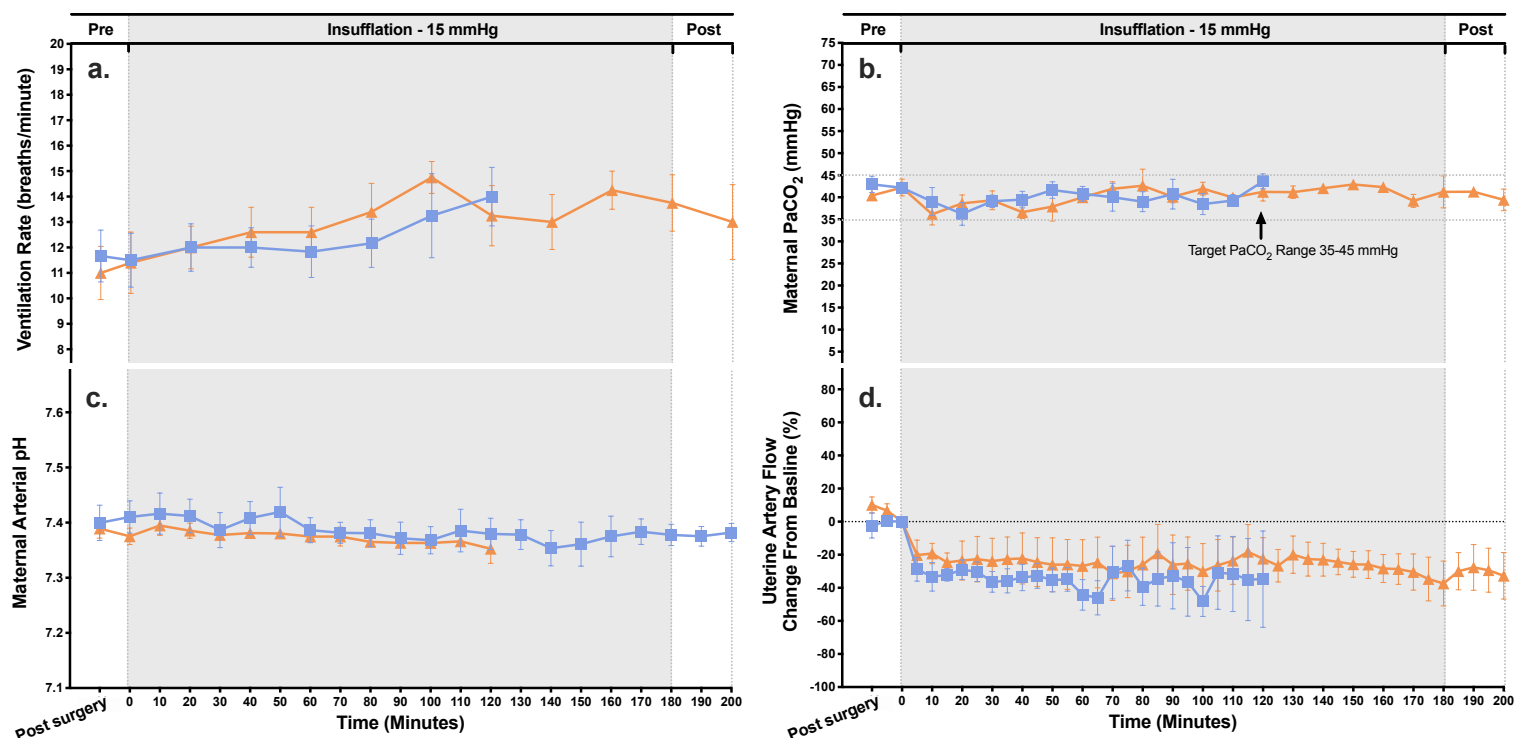 Pre Insufflation - 15 mmHg Post
a.
Ventilation Rate (breaths/minute)
20
19
18
17
16
15
14
13
12
11
10
9
8
Pre Insufflation - 15 mmHg Post
b.
Maternal PaCO2 (mmHg)
75
70
65
60
55
50
45
40
35
30
25
20
15
10
5
Target PaCO2 Range 35-45 mmHg
c.
Maternal Arterial pH
7.6
7.5
7.4
7.3
7.2
7.1
Post surgery 0 10 20 30 40 50 60 70 80 90 100 110 120 130 140 150 160 170 180 190 200
Time (Minutes)
d.
Uterine Artery Flow
Change From Basline (%)
80
60
40
20
0
-20
-40
-60
-80
-100
Post surgery 0 10 20 30 40 50 60 70 80 90 100 110 120 130 140 150 160 170 180 190 200
Time (Minutes)